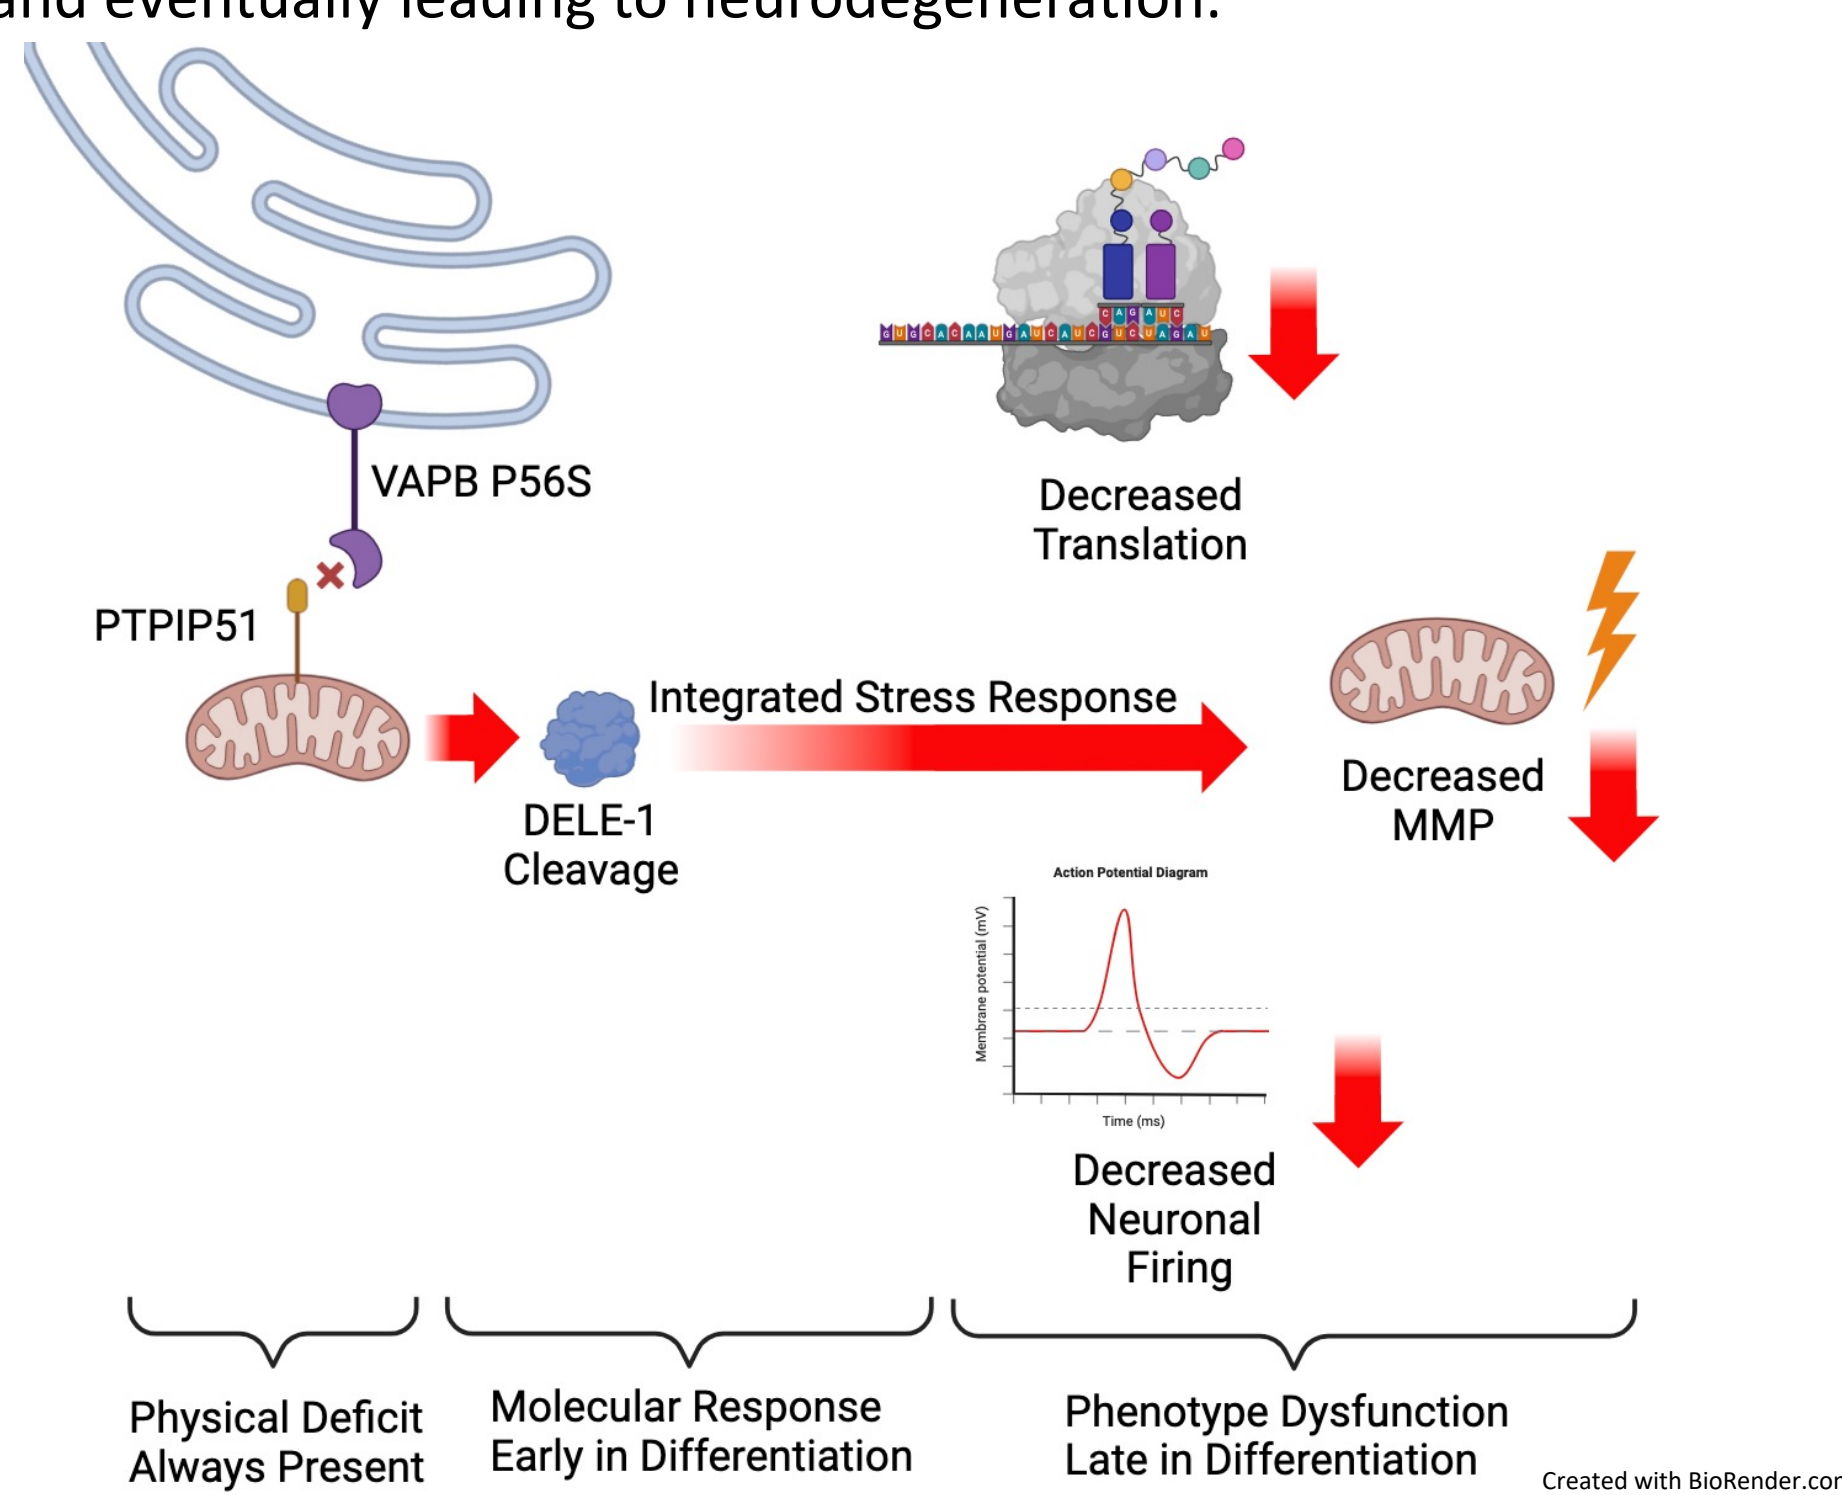 and eventually leading to neurodegeneration.
VAPB P56S
PTPIP51
DELE-1
Cleavage
Integrated Stress Response
C A G A U C
G U G C A C A A U G A U C A U C G U C U A G A U
Decreased
Translation
Decreased
MMP
Action Potential Diagram
Membrane potential (mV)
Time (ms)
Decreased
Neuronal
Firing
Physical Deficit
Always Present
Molecular Response
Early in Differentiation
Phenotype Dysfunction
Late in Differentiation
Created with BioRender.com